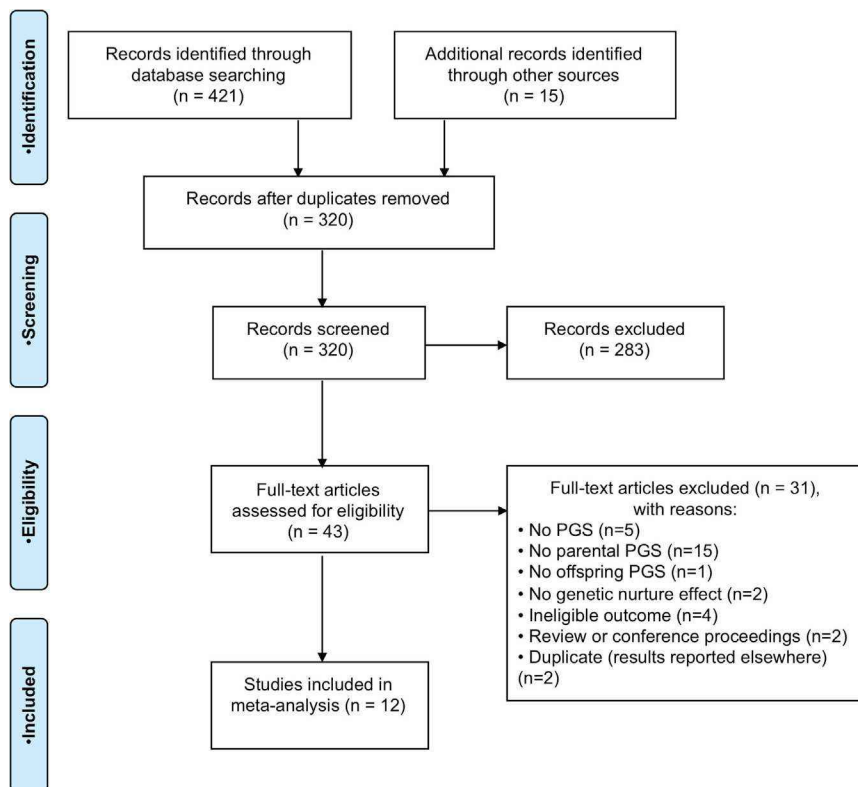 •Identification
Records identified through
database searching
(n = 421)
Additional records identified
through other sources
(n = 15)
Records after duplicates removed
(n = 320)
•Screening
Records screened
(n = 320)
Records excluded
(n = 283)
•Eligibility
Full-text articles
assessed for eligibility
(n = 43)
Full-text articles excluded (n = 31),
with reasons:
• No PGS (n=5)
• No parental PGS (n=15)
• No offspring PGS (n=1)
• No genetic nurture effect (n=2)
• Ineligible outcome (n=4)
• Review or conference proceedings (n=2)
• Duplicate (results reported elsewhere)
(n=2)
•Included
Studies included in
meta-analysis (n = 12)